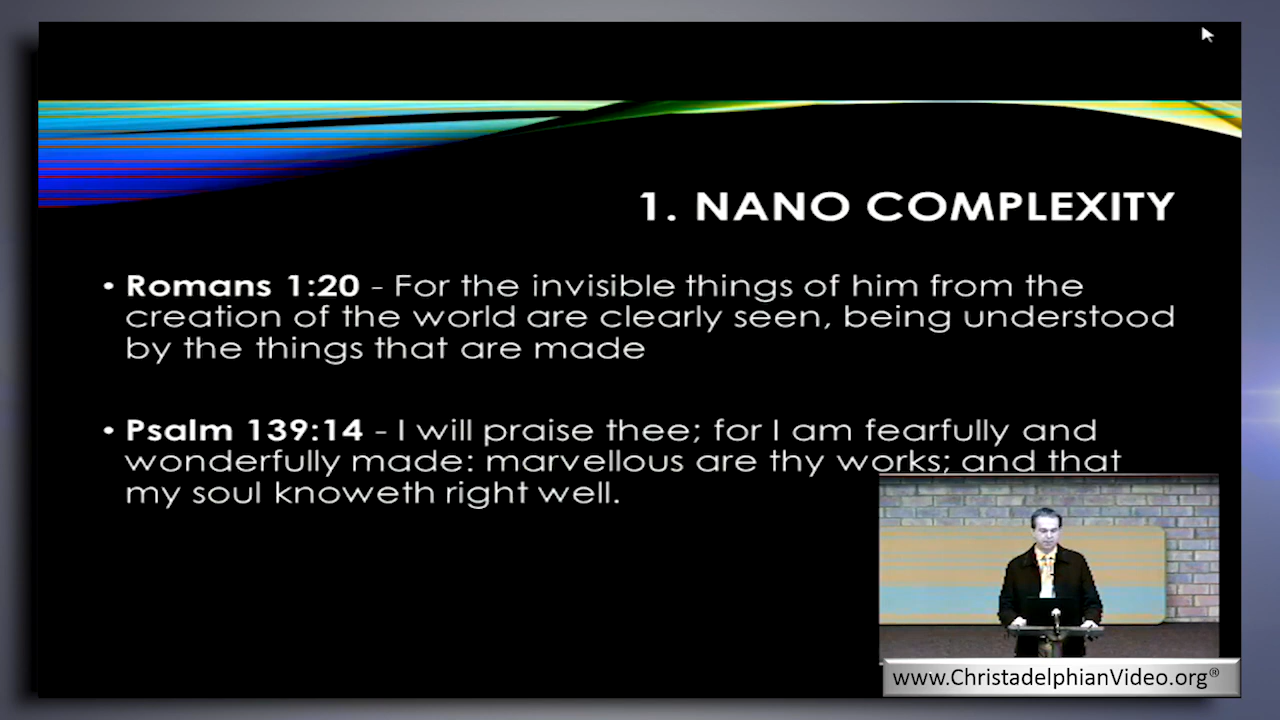 1. NANO COMPLEXITY
• Romans 1:20 - For the invisible things of him from the
creation of the world are clearly seen, being understood
by the things that are made
• Psalm 139:14 - I will praise thee; for I am fearfully and
wonderfully made: marvellous are thy works; and that
my soul knoweth right well.
www.ChristadelphianVideo.org®